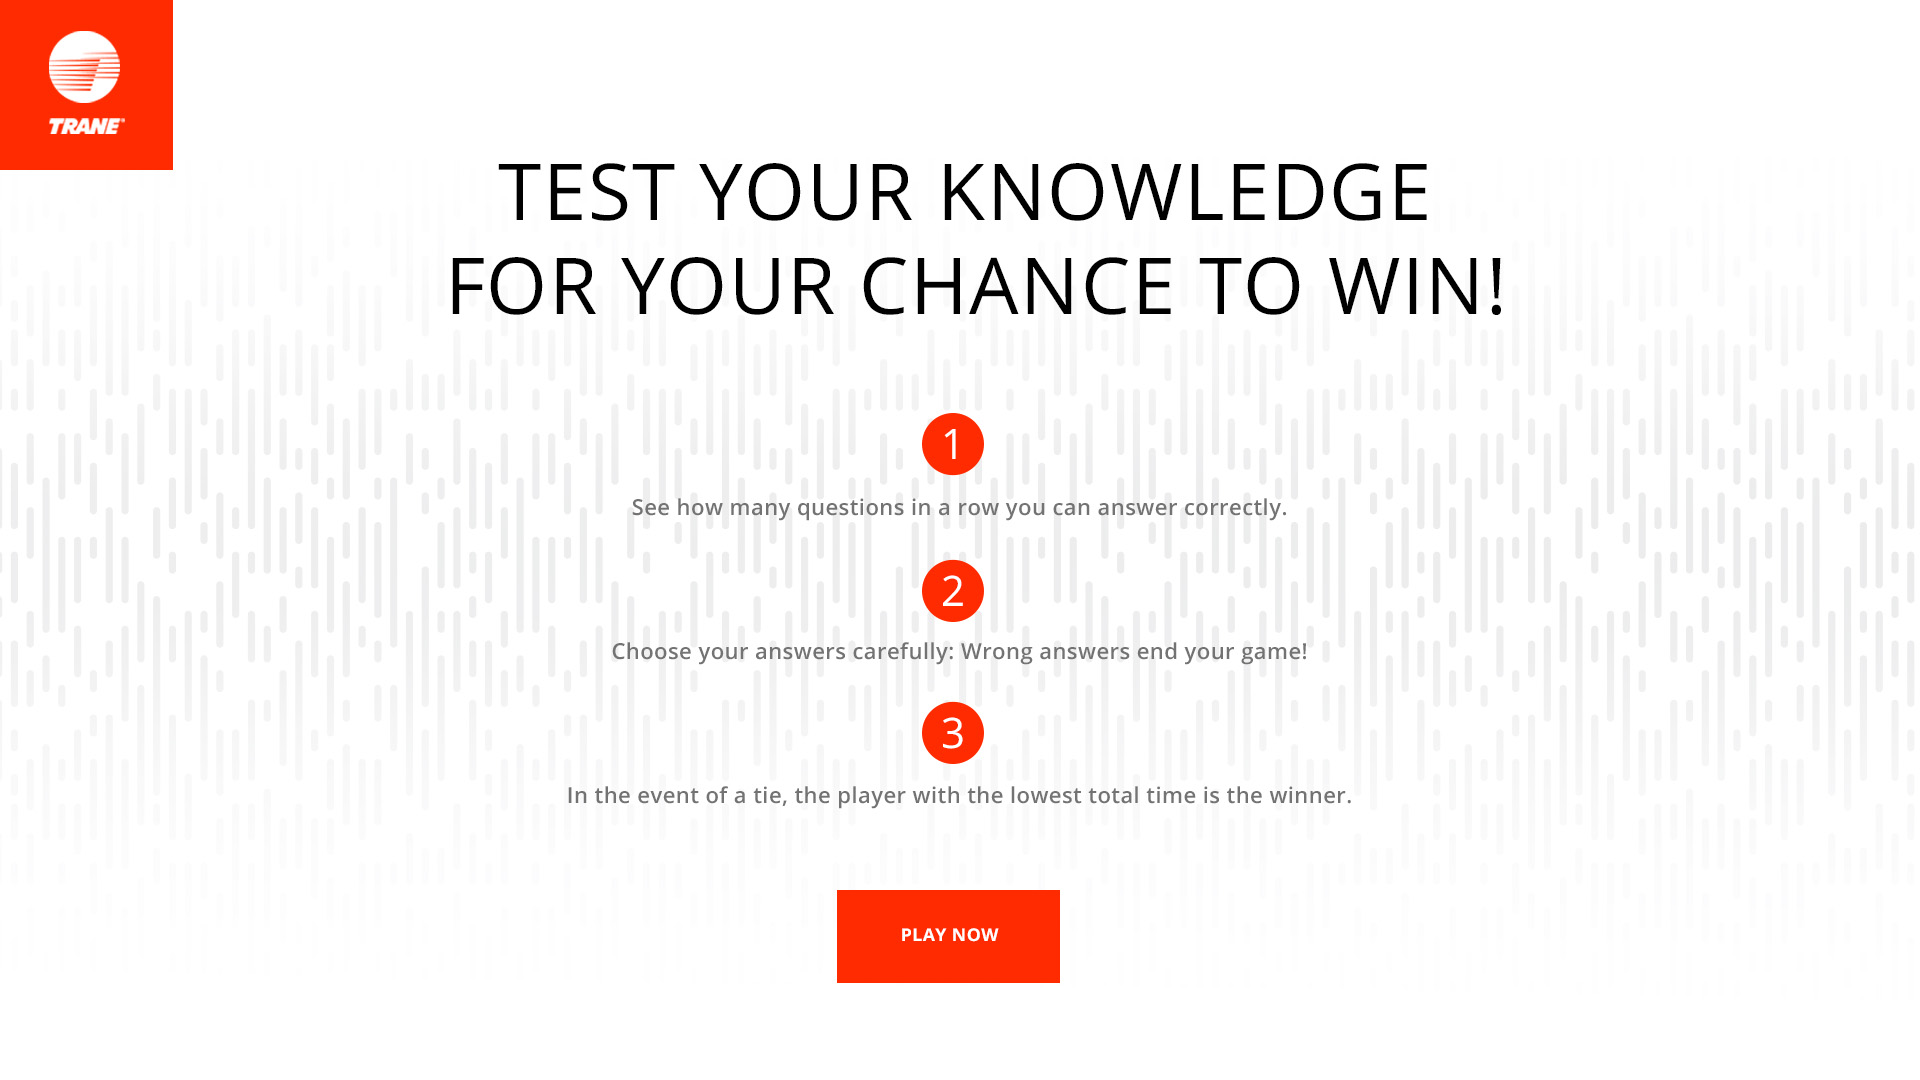 TRANE
TEST YOUR KNOWLEDGE
FOR YOUR CHANCE TO WIN!
1
See how many questions in a row you can answer correctly.
2
Choose your answers carefully: Wrong answers end your game!
3
In the event of a tie, the player with the lowest total time is the winner.
PLAY NOW